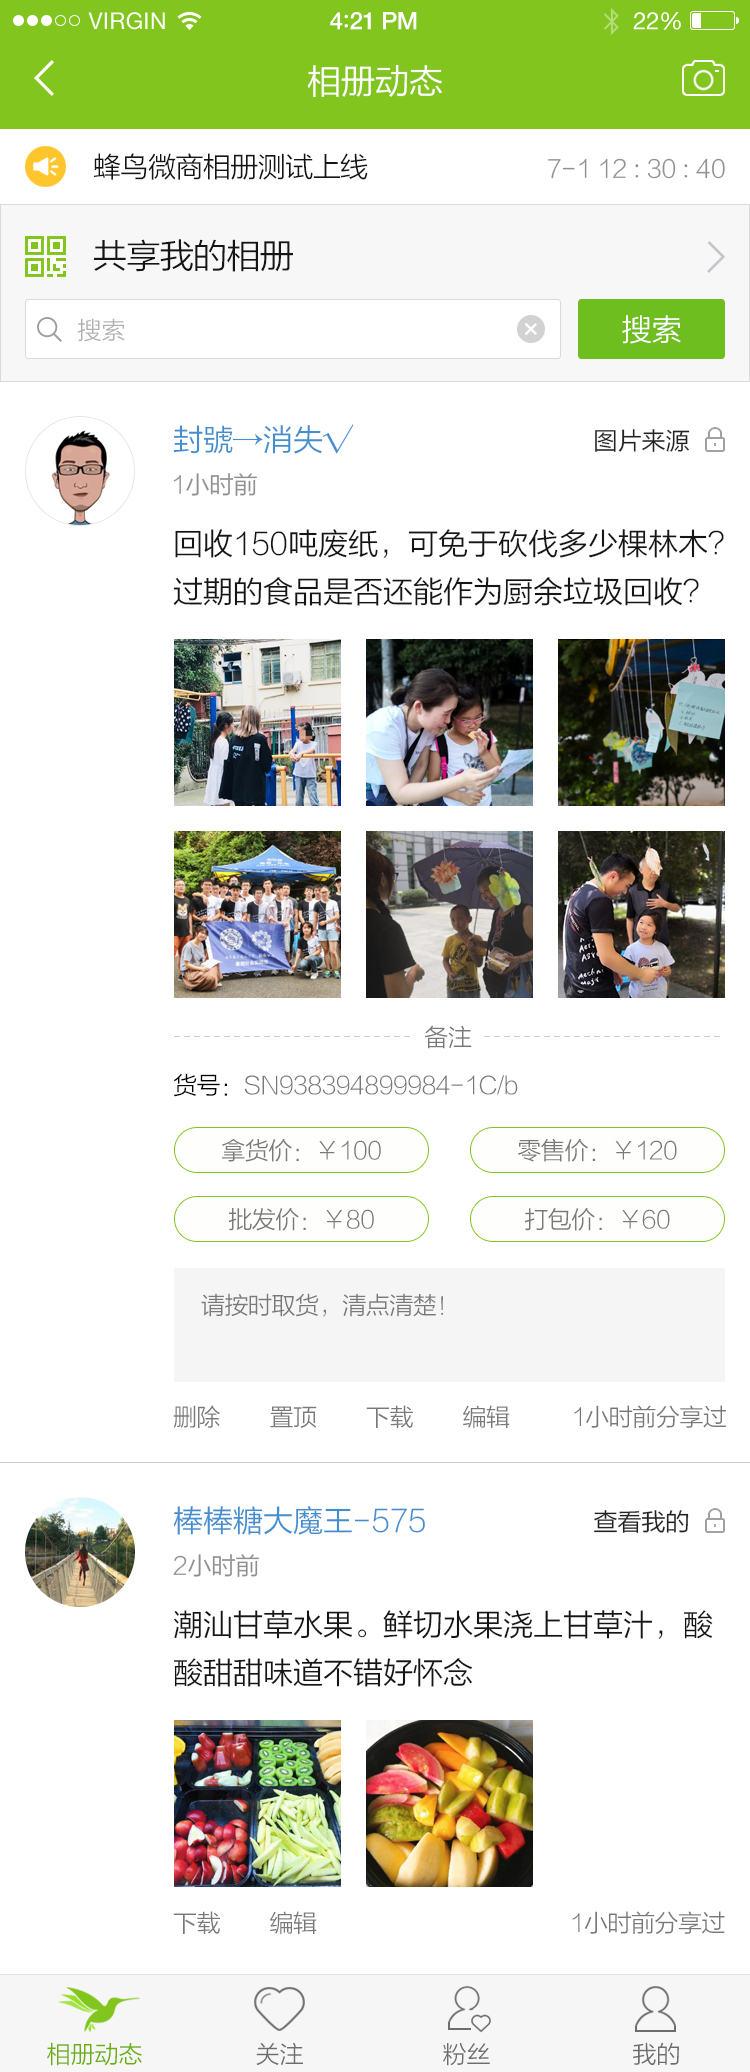 VIRGIN 4:21 PM 22%
相册动态
蜂鸟微商相册测试上线 7-1 12 : 30 : 40
共享我的相册
搜索 搜索
封號→消失√ 图片来源
1小时前
回收150吨废纸，可免于砍伐多少棵林木？
过期的食品是否还能作为厨余垃圾回收？
备注
货号：SN938394899984-1C/b
拿货价：￥100 零售价：￥120
批发价：￥80 打包价：￥60
请按时取货，清点清楚！
删除 置顶 下载 编辑 1小时前分享过
棒棒糖大魔王-575 查看我的
2小时前
潮汕甘草水果。鲜切水果浇上甘草汁，酸
酸甜甜味道不错好怀念
下载 编辑 1小时前分享过
相册动态 关注 粉丝 我的